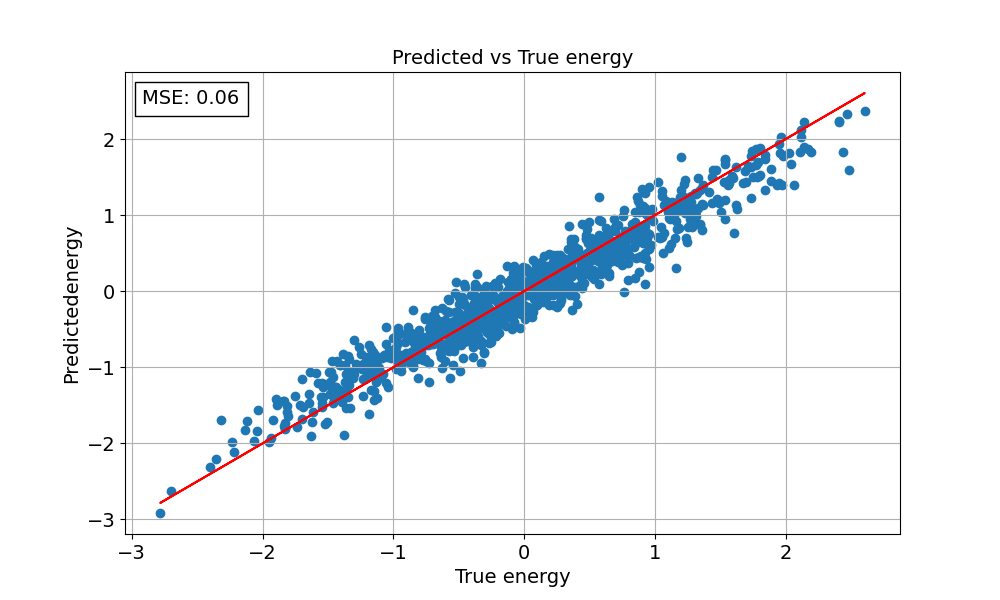 Predicted vs True energy
MSE: 0.06
2
1
0
−1
−2
−3
Predictedenergy
−3 −2 −1 0 1 2
True energy